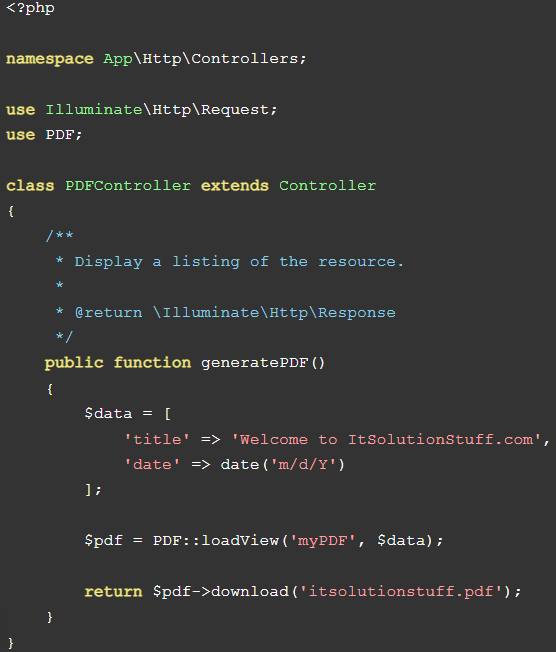 <?php

namespace App\Http\Controllers;

use Illuminate\Http\Request;
use PDF;

class PDFController extends Controller
{
    /**
     * Display a listing of the resource.
     *
     * @return \Illuminate\Http\Response
     */
    public function generatePDF()
    {
        $data = [
            'title' => 'Welcome to ItSolutionStuff.com',
            'date' => date('m/d/Y')
        ];

        $pdf = PDF::loadView('myPDF', $data);

        return $pdf->download('itsolutionstuff.pdf');
    }
}